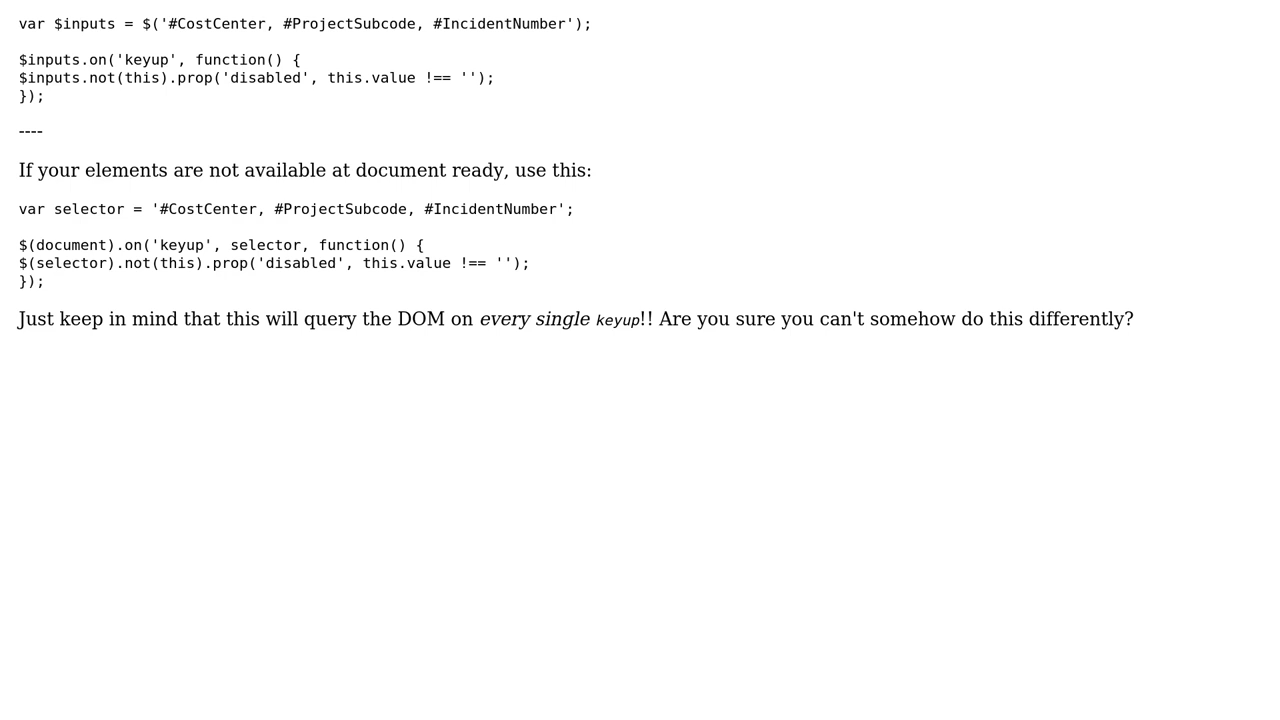 var $inputs = $('#CostCenter, #ProjectSubcode, #IncidentNumber');
$inputs.on('keyup', function() {
$inputs.not(this).prop('disabled', this.value !== '');
});
----
If your elements are not available at document ready, use this:
var selector = '#CostCenter, #ProjectSubcode, #IncidentNumber';
$(document).on('keyup', selector, function() {
$(selector).not(this).prop('disabled', this.value !== '');
});
Just keep in mind that this will query the DOM on every single keyup!! Are you sure you can't somehow do this differently?